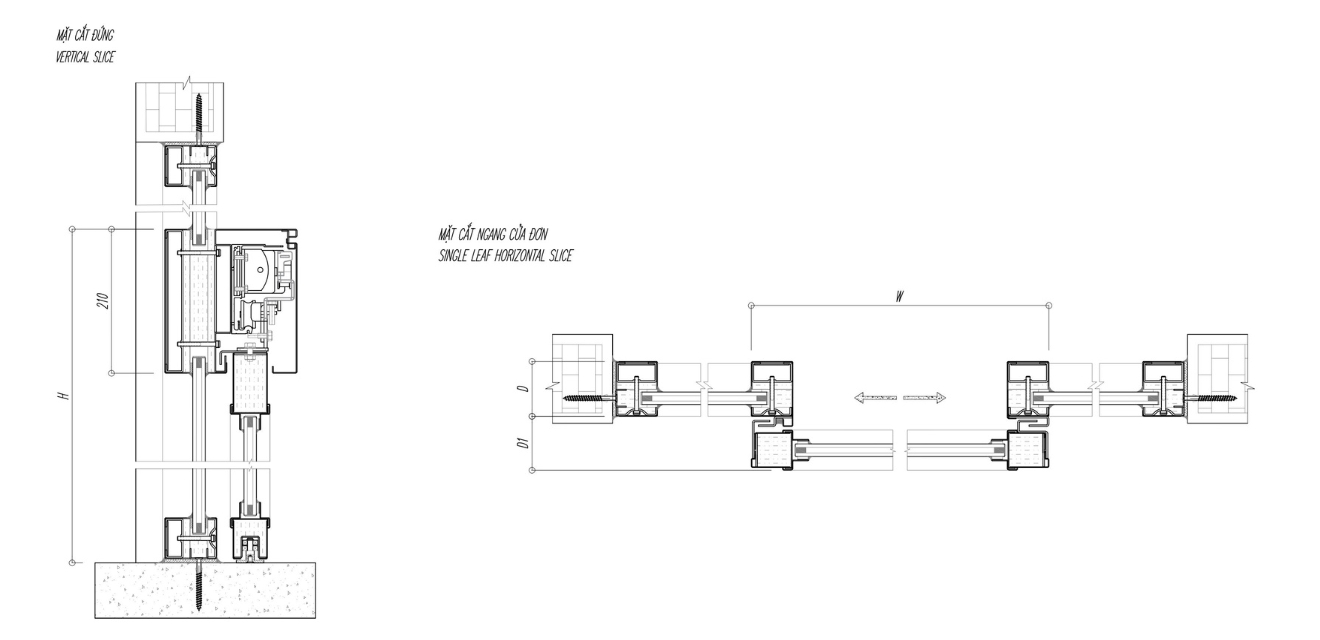 MẶT CẮT ĐỨNG
VERTICAL SLICE
210
H
MẶT CẮT NGANG CỬA ĐƠN
SINGLE LEAF HORIZONTAL SLICE
W
D
D1